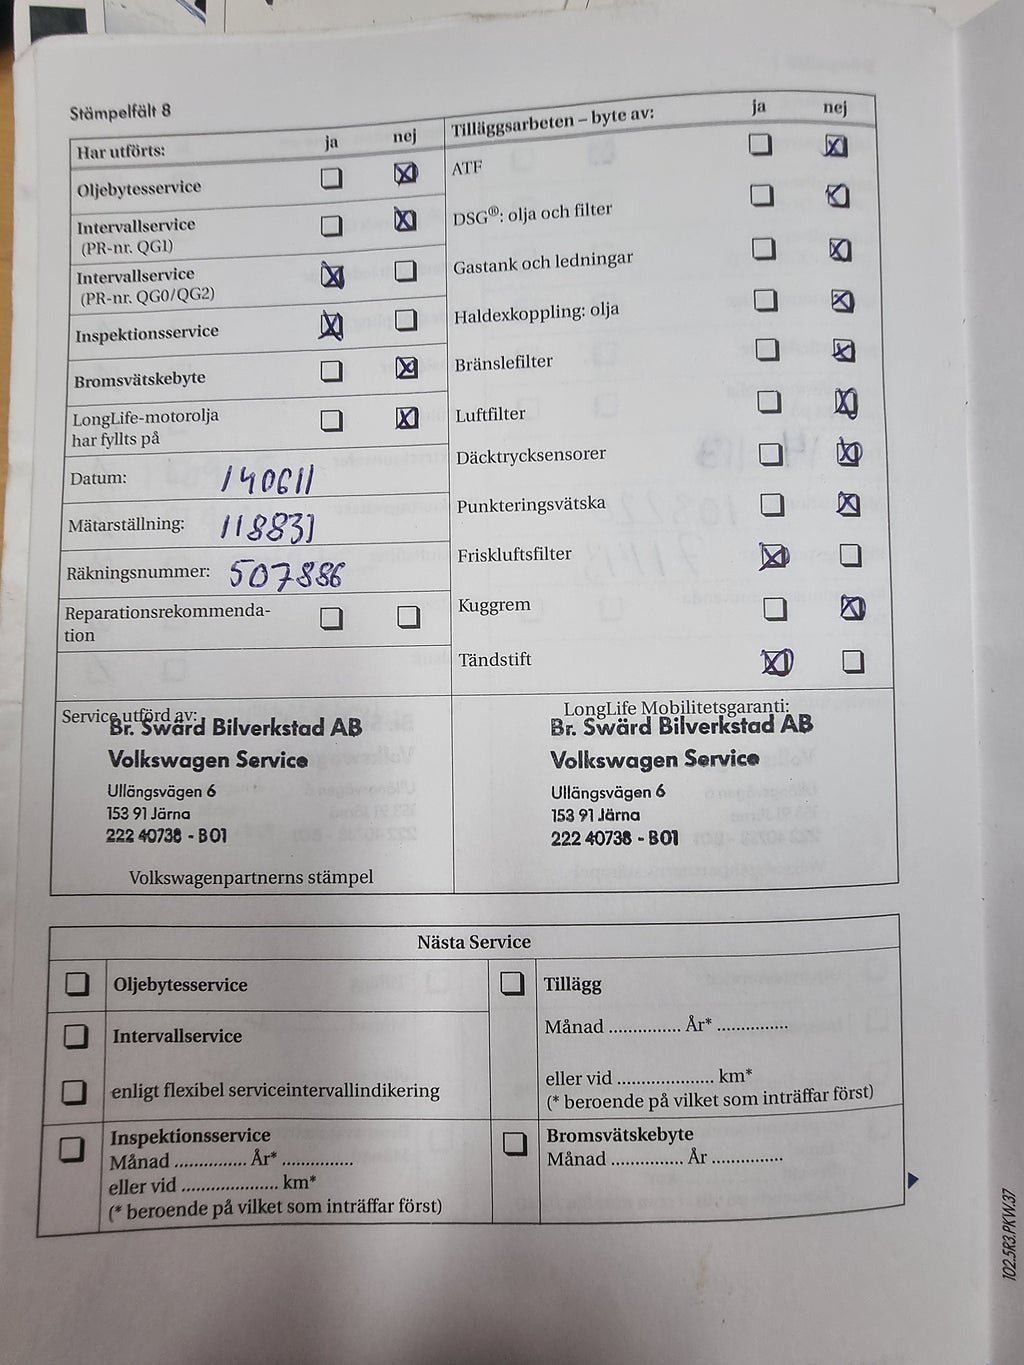 Stämpelfält 8
Har utförts: ja nej
Oljebytesservice
Intervallservice
(PR-nr. QG1)
Intervallservice
(PR-nr. QG0/QG2)
Inspektionsservice
Bromsvätskebyte
LongLife-motorolja
har fyllts på
Datum: 140611
Mätarställning: 118831
Räkningsnummer: 507886
Reparationsrekommenda-
tion
Tilläggsarbeten – byte av: ja nej
ATF
DSG®: olja och filter
Gastank och ledningar
Haldexkoppling: olja
Bränslefilter
Luftfilter
Däcktrycksensorer
Punkteringsvätska
Friskluftsfilter
Kuggrem
Tändstift
Service utförd av:
Br. Swärd Bilverkstad AB
Volkswagen Service
Ullängsvägen 6
153 91 Järna
222 40738 - B01
Volkswagenpartnerns stämpel
LongLife Mobilitetsgaranti:
Br. Swärd Bilverkstad AB
Volkswagen Service
Ullängsvägen 6
153 91 Järna
222 40738 - B01
Nästa Service
Oljebytesservice
Intervallservice
enligt flexibel serviceintervallindikering
Inspektionsservice
Månad ............... År* ...............
eller vid .................... km*
(* beroende på vilket som inträffar först)
Tillägg
Månad ............... År* ...............
eller vid .................... km*
(* beroende på vilket som inträffar först)
Bromsvätskebyte
Månad ............... År ...............
102.5R3.PKW.37